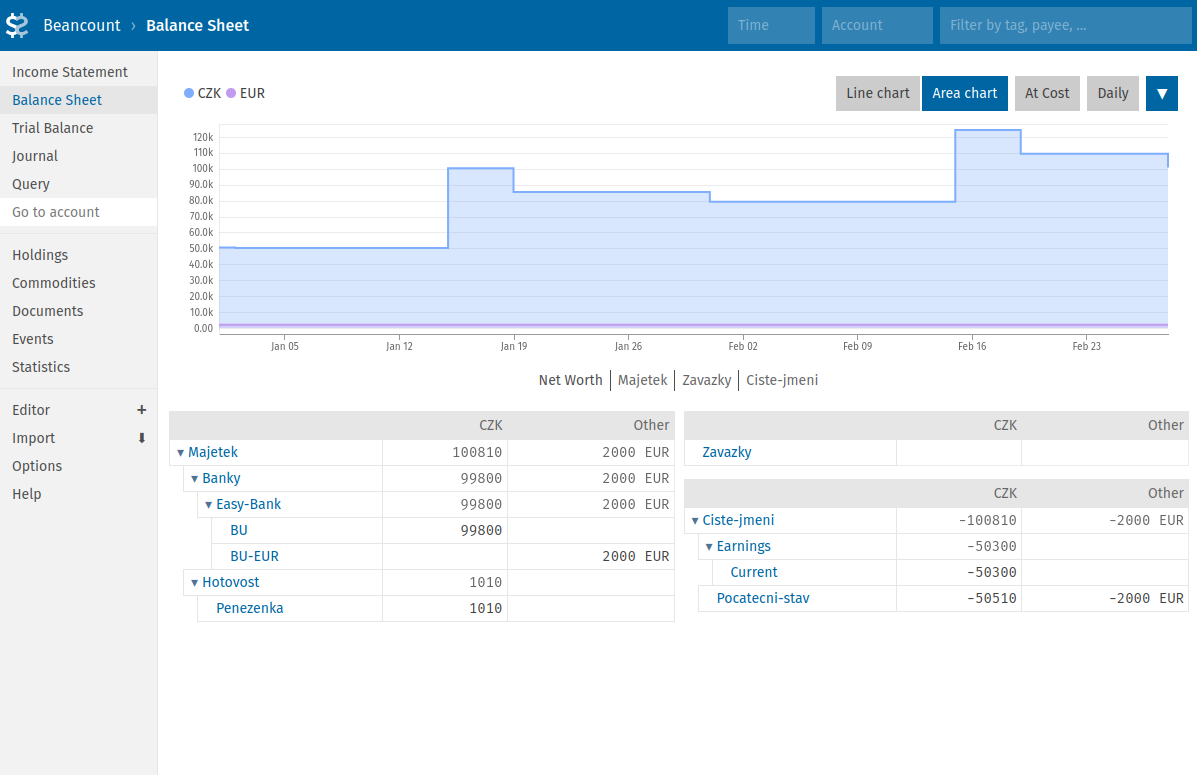 Beancount › Balance Sheet
Time
Account
Filter by tag, payee, ...
Income Statement
Balance Sheet
Trial Balance
Journal
Query
Go to account
Holdings
Commodities
Documents
Events
Statistics
Editor +
Import
Options
Help
CZK EUR
Line chart Area chart At Cost Daily ▼
120k
110k
100k
90.0k
80.0k
70.0k
60.0k
50.0k
40.0k
30.0k
20.0k
10.0k
0.00
Jan 05 Jan 12 Jan 19 Jan 26 Feb 02 Feb 09 Feb 16 Feb 23
Net Worth Majetek Zavazky Ciste-jmeni
CZK Other
Majetek 100810 2000 EUR
Banky 99800 2000 EUR
Easy-Bank 99800 2000 EUR
BU 99800
BU-EUR 2000 EUR
Hotovost 1010
Penezenka 1010
CZK Other
Zavazky
CZK Other
Ciste-jmeni -100810 -2000 EUR
Earnings -50300
Current -50300
Pocatecni-stav -50510 -2000 EUR